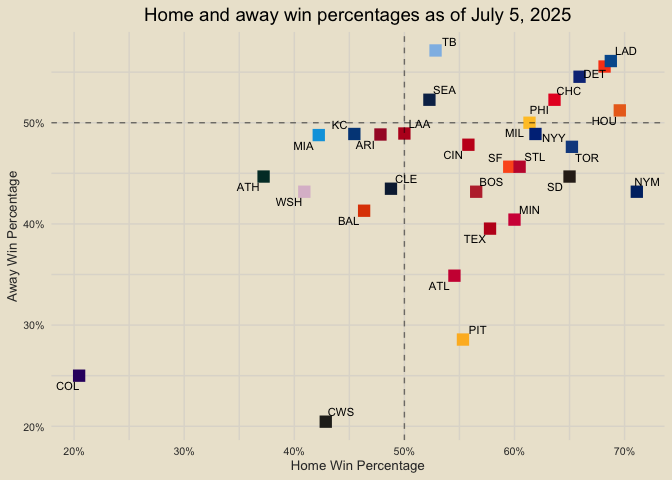 Home and away win percentages as of July 5, 2025
TB
LAD
DET
SEA
CHC
PHI
HOU
50%
KC
LAA
MIA
ARI
MIL
NYY
CIN
SF
STL
TOR
ATH
CLE
BOS
SD
NYM
WSH
BAL
MIN
40%
TEX
ATL
PIT
30%
COL
CWS
20%
Away Win Percentage
20%
30%
40%
50%
60%
70%
Home Win Percentage